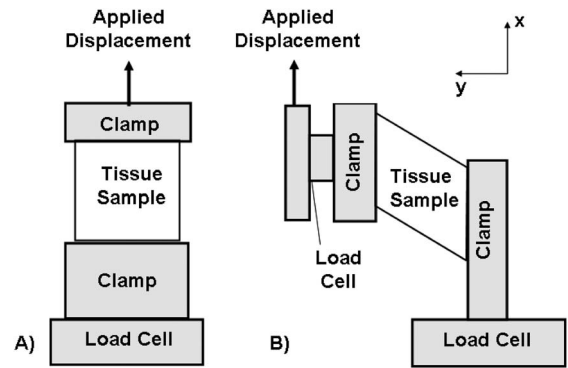 Applied
Displacement
Clamp
Tissue
Sample
Clamp
Load Cell
A)
Applied
Displacement
x
y
Clamp
Tissue
Sample
Clamp
Load
Cell
Load Cell
B)